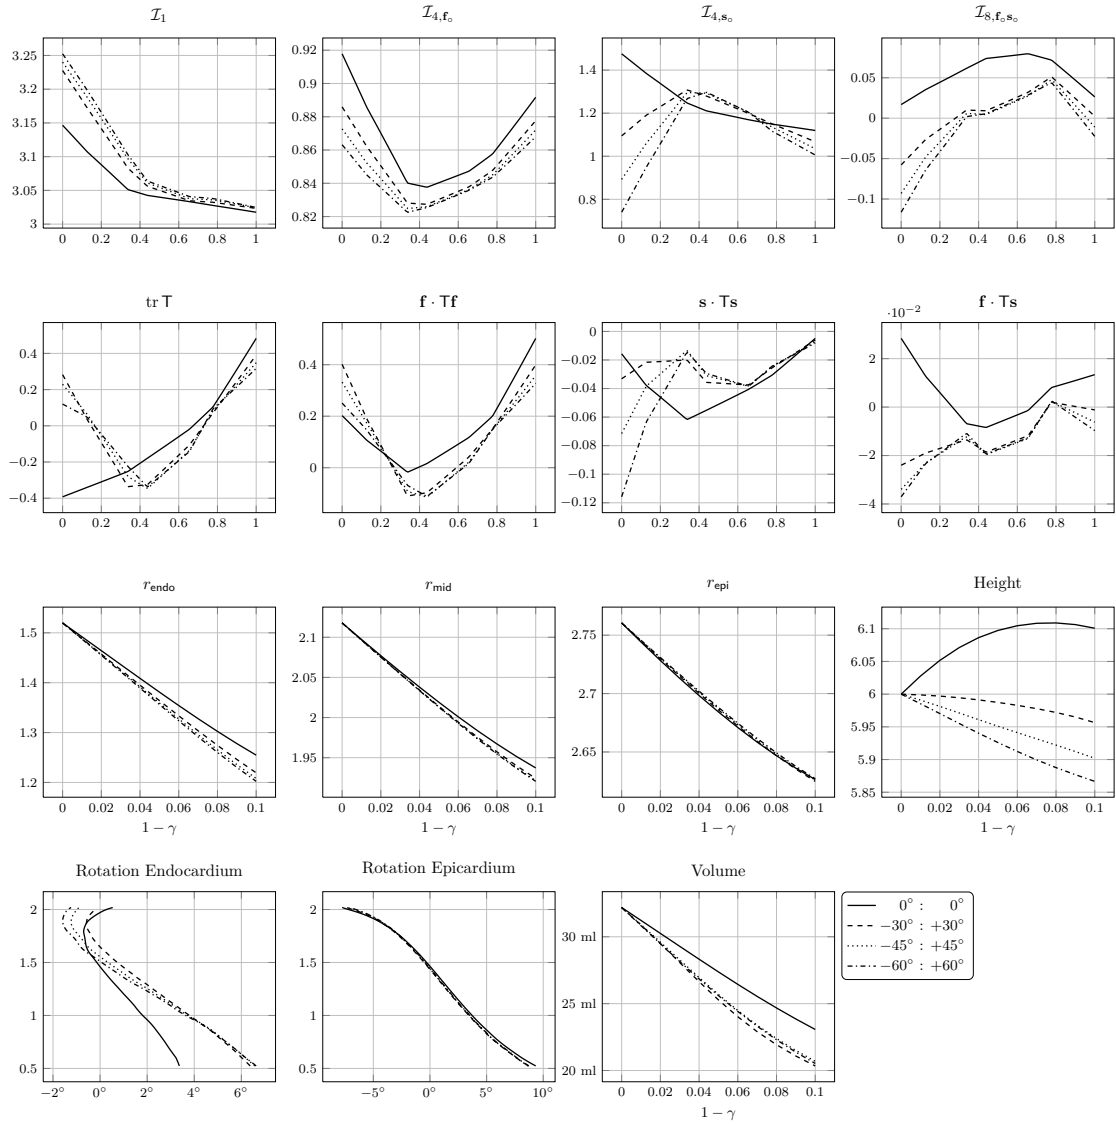 ℐ₁
3.25
3.2
3.15
3.1
3.05
3
0 0.2 0.4 0.6 0.8 1
ℐ₄,f∘
0.92
0.9
0.88
0.86
0.84
0.82
0 0.2 0.4 0.6 0.8 1
ℐ₄,s∘
1.4
1.2
1
0.8
0 0.2 0.4 0.6 0.8 1
ℐ₈,f∘s∘
0.05
0
−0.05
−0.1
0 0.2 0.4 0.6 0.8 1
tr T
0.4
0.2
0
−0.2
−0.4
0 0.2 0.4 0.6 0.8 1
f · Tf
0.4
0.2
0
0 0.2 0.4 0.6 0.8 1
s · Ts
0
−0.02
−0.04
−0.06
−0.08
−0.1
−0.12
0 0.2 0.4 0.6 0.8 1
f · Ts
·10⁻²
2
0
−2
−4
0 0.2 0.4 0.6 0.8 1
r_endo
1.5
1.4
1.3
1.2
0 0.02 0.04 0.06 0.08 0.1
1 − γ
r_mid
2.1
2.05
2
1.95
0 0.02 0.04 0.06 0.08 0.1
1 − γ
r_epi
2.75
2.7
2.65
0 0.02 0.04 0.06 0.08 0.1
1 − γ
Height
6.1
6.05
6
5.95
5.9
5.85
0 0.02 0.04 0.06 0.08 0.1
1 − γ
Rotation Endocardium
2
1.5
1
0.5
−2° 0° 2° 4° 6°
Rotation Epicardium
2
1.5
1
0.5
−5° 0° 5° 10°
Volume
30 ml
25 ml
20 ml
0 0.02 0.04 0.06 0.08 0.1
1 − γ
0° : 0°
−30° : +30°
−45° : +45°
−60° : +60°